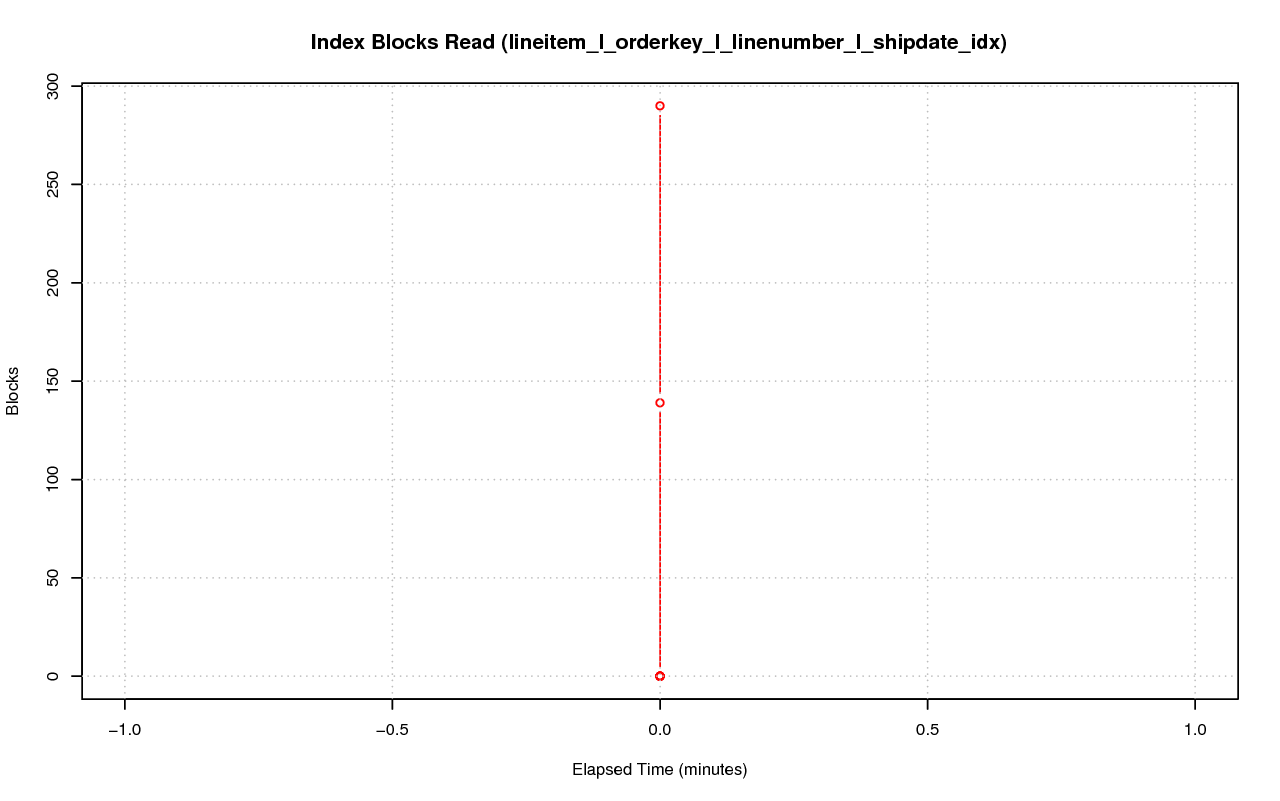 Index Blocks Read (lineitem_l_orderkey_l_linenumber_l_shipdate_idx)
300
250
200
150
100
50
0
Blocks
−1.0 −0.5 0.0 0.5 1.0
Elapsed Time (minutes)